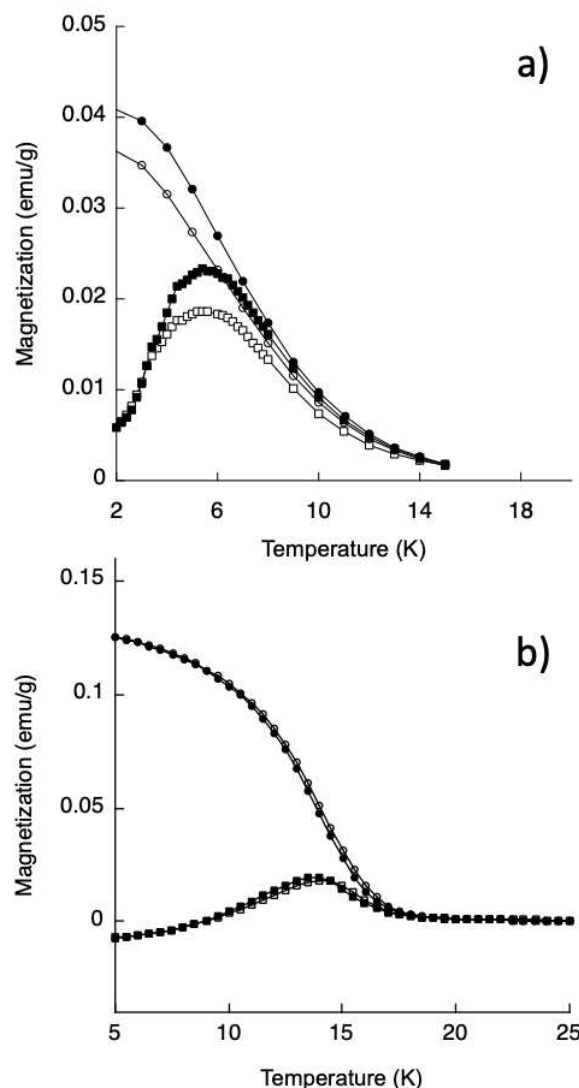 a)
0.05
0.04
0.03
0.02
0.01
0
Magnetization (emu/g)
2 6 10 14 18
Temperature (K)
b)
0.15
0.1
0.05
0
Magnetization (emu/g)
5 10 15 20 25
Temperature (K)